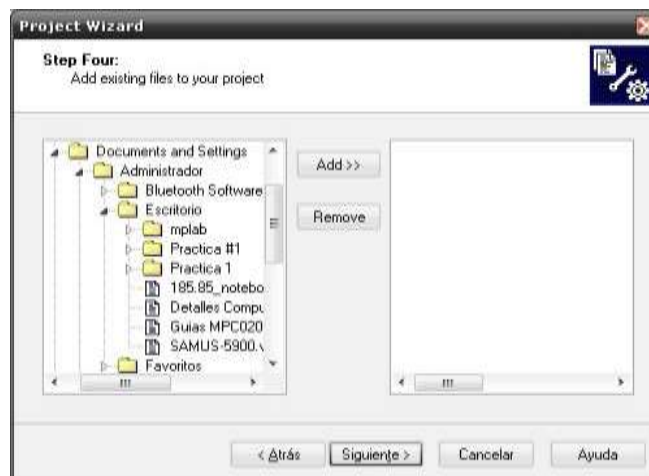 Project Wizard
Step Four:
Add existing files to your project
Documents and Settings
Administrador
Bluetooth Software
Escritorio
mplab
Practica #1
Practica 1
185.85_notebo
Detalles Compu
Guias MPC020
SAMUS-5900.v
Favoritos
Add >>
Remove
< Atrás
Siguiente >
Cancelar
Ayuda